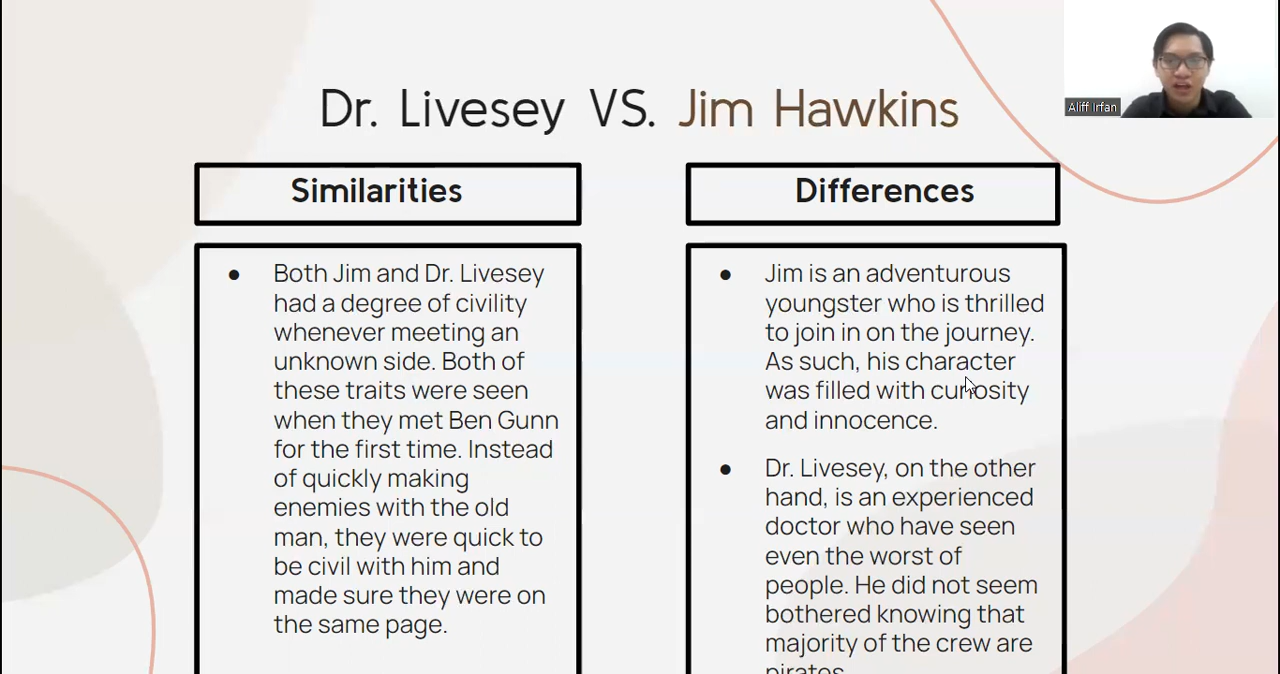 Dr. Livesey VS. Jim Hawkins
Aliff Irfan
Similarities
Differences
● Both Jim and Dr. Livesey
had a degree of civility
whenever meeting an
unknown side. Both of
these traits were seen
when they met Ben Gunn
for the first time. Instead
of quickly making
enemies with the old
man, they were quick to
be civil with him and
made sure they were on
the same page.
● Jim is an adventurous
youngster who is thrilled
to join in on the journey.
As such, his character
was filled with curiosity
and innocence.
● Dr. Livesey, on the other
hand, is an experienced
doctor who have seen
even the worst of
people. He did not seem
bothered knowing that
majority of the crew are
pirates.